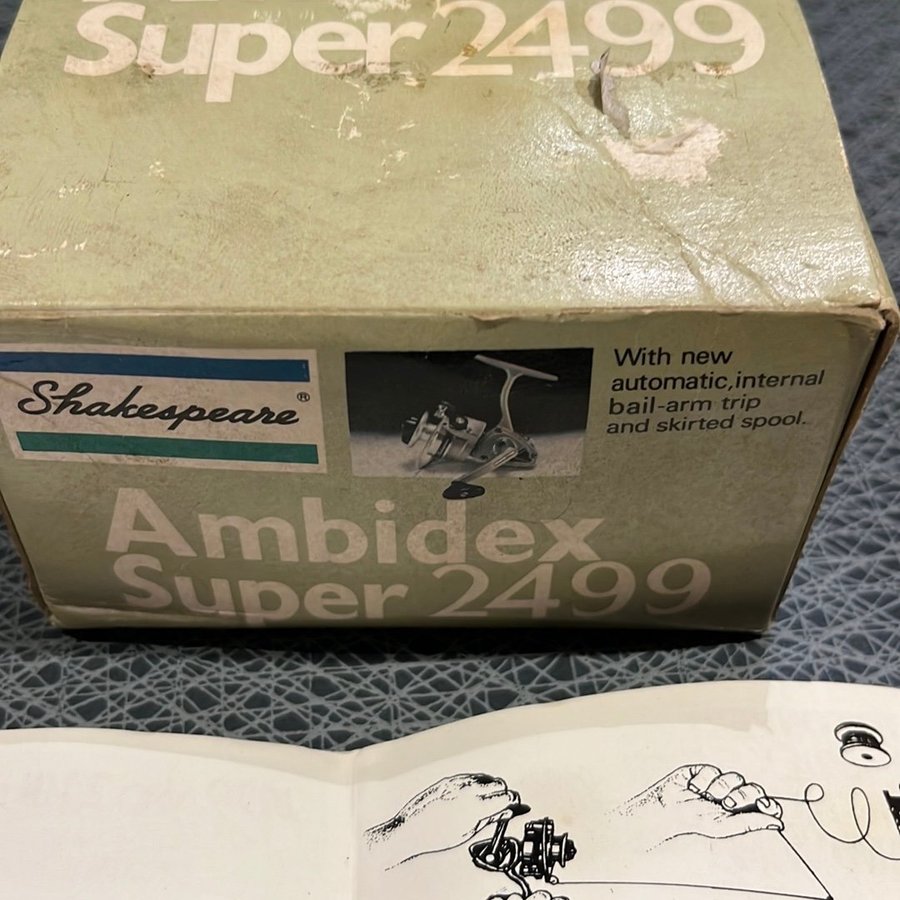 Super 2499
Shakespeare®
With new
automatic, internal
bail-arm trip
and skirted spool.
Ambidex
Super 2499